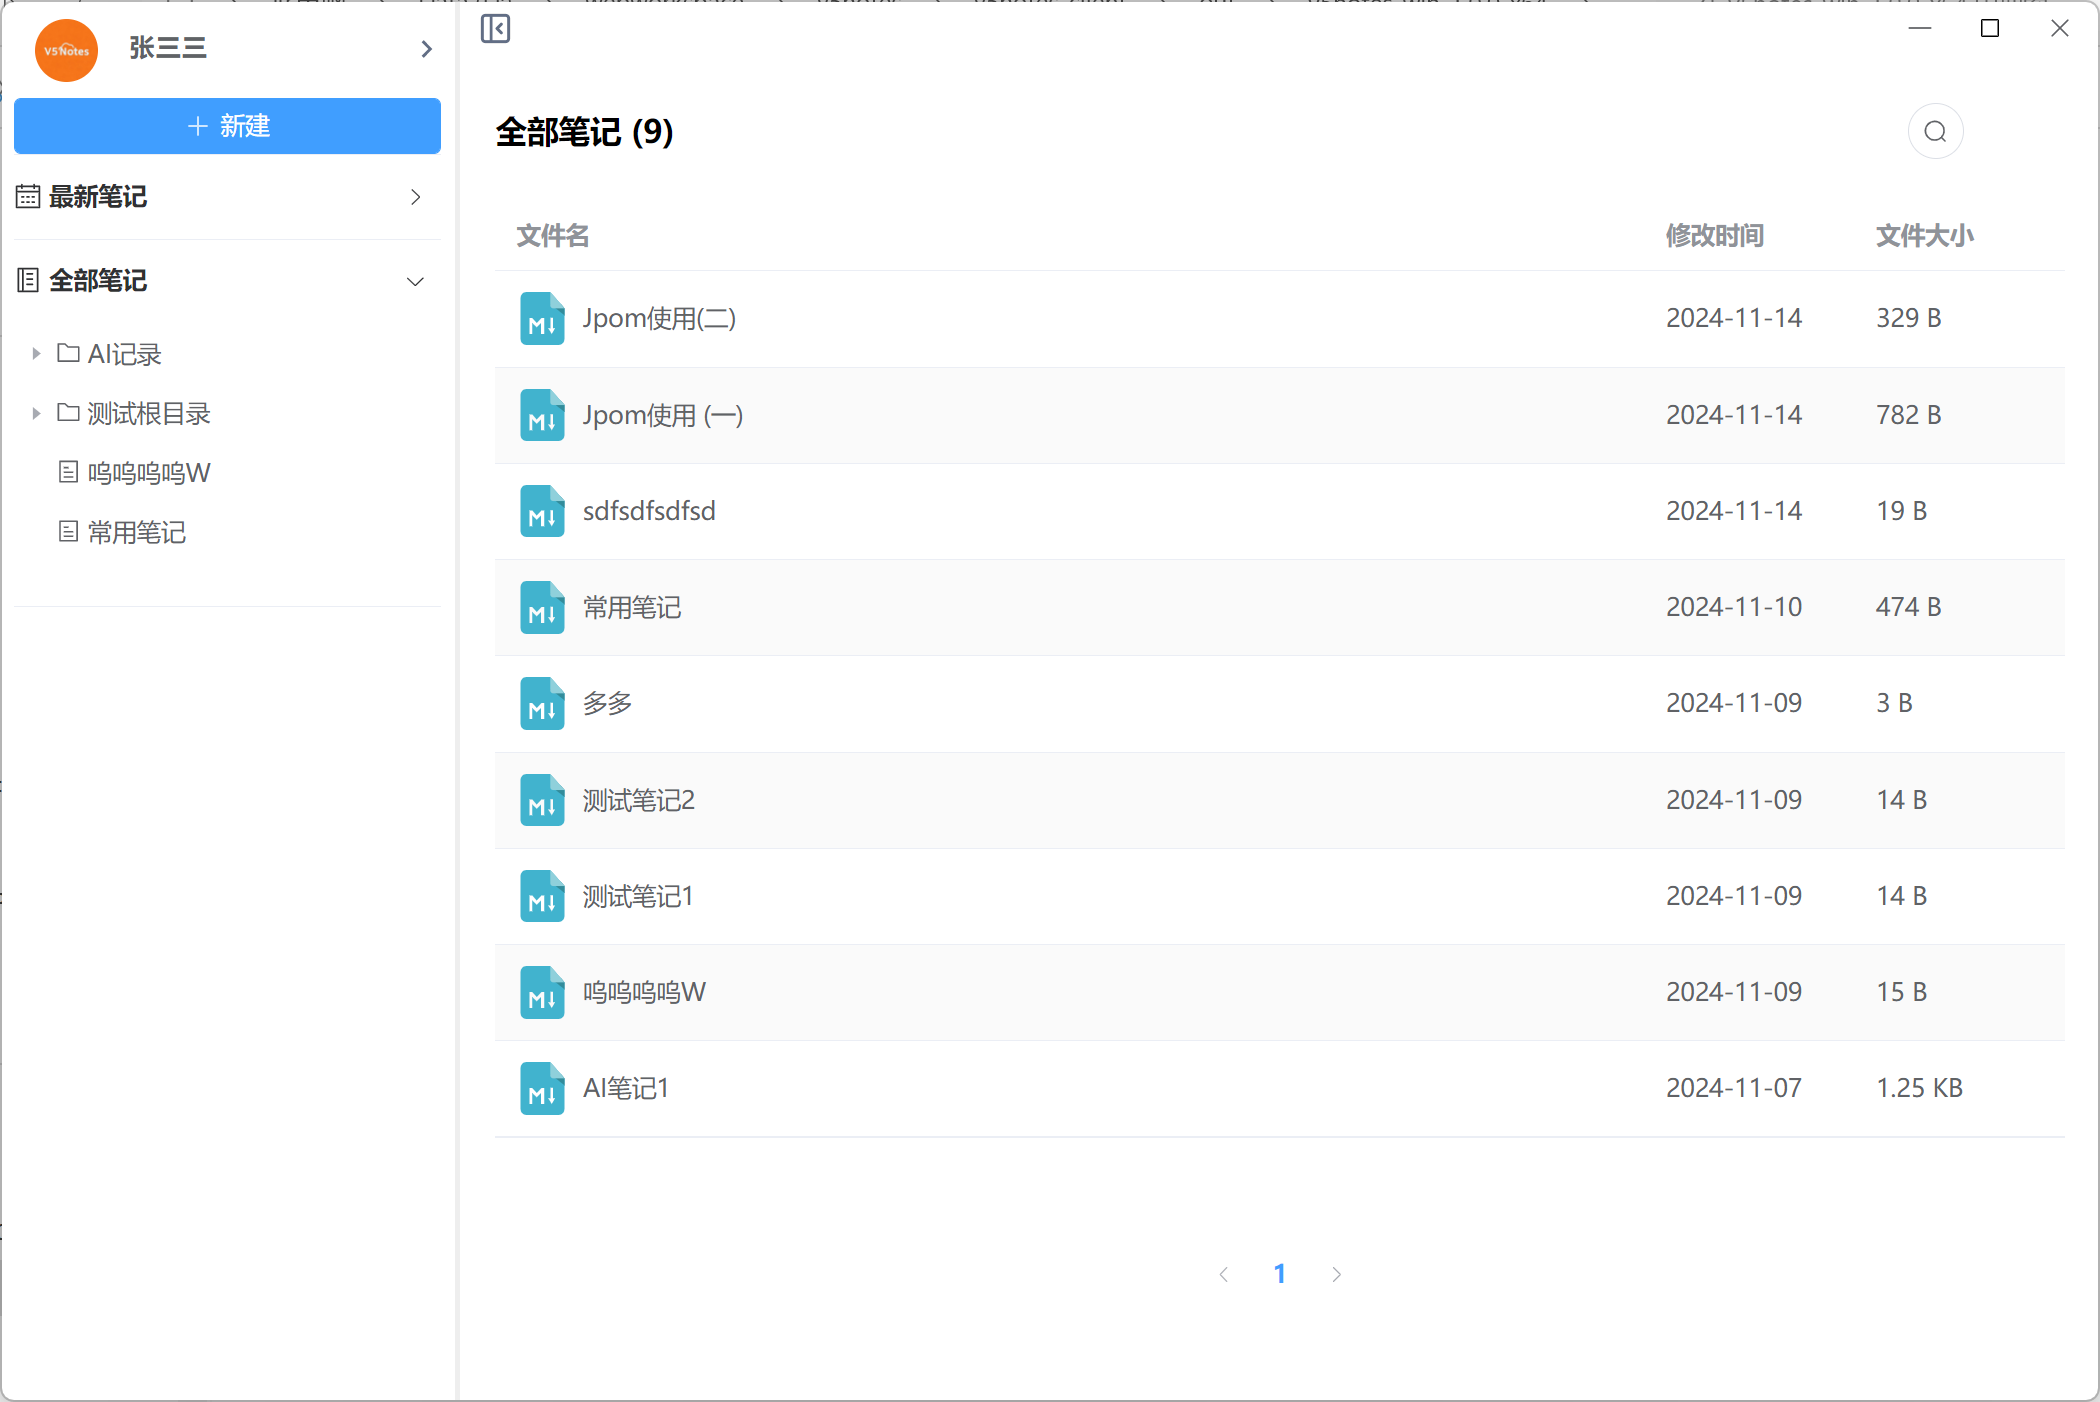 V5Notes
张三三
新建
最新笔记
全部笔记
AI记录
测试根目录
呜呜呜呜W
常用笔记
全部笔记 (9)
文件名 修改时间 文件大小
Jpom使用(二) 2024-11-14 329 B
Jpom使用 (一) 2024-11-14 782 B
sdfsdfsdfsd 2024-11-14 19 B
常用笔记 2024-11-10 474 B
多多 2024-11-09 3 B
测试笔记2 2024-11-09 14 B
测试笔记1 2024-11-09 14 B
呜呜呜呜W 2024-11-09 15 B
AI笔记1 2024-11-07 1.25 KB
1